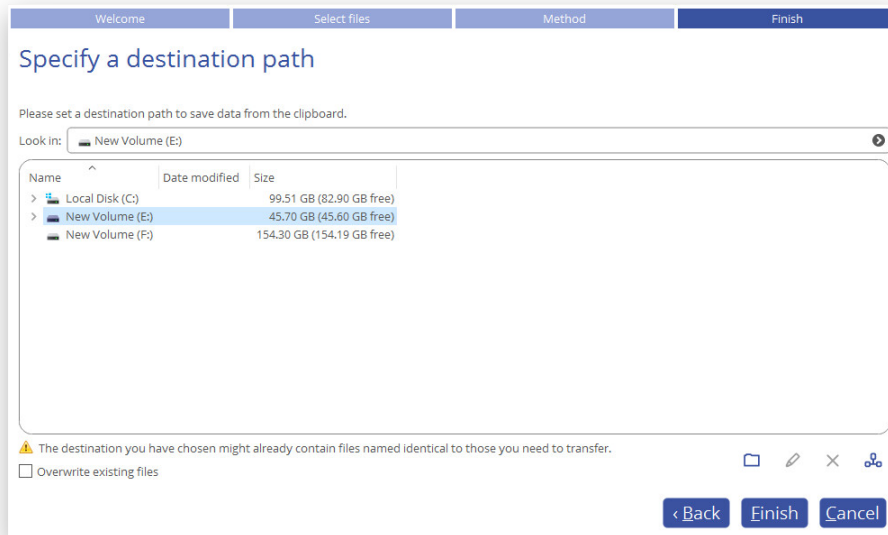 Welcome Select files Method Finish
Specify a destination path
Please set a destination path to save data from the clipboard.
Look in: New Volume (E:)
Name Date modified Size
Local Disk (C:) 99.51 GB (82.90 GB free)
New Volume (E:) 45.70 GB (45.60 GB free)
New Volume (F:) 154.30 GB (154.19 GB free)
The destination you have chosen might already contain files named identical to those you need to transfer.
Overwrite existing files
‹ Back Finish Cancel